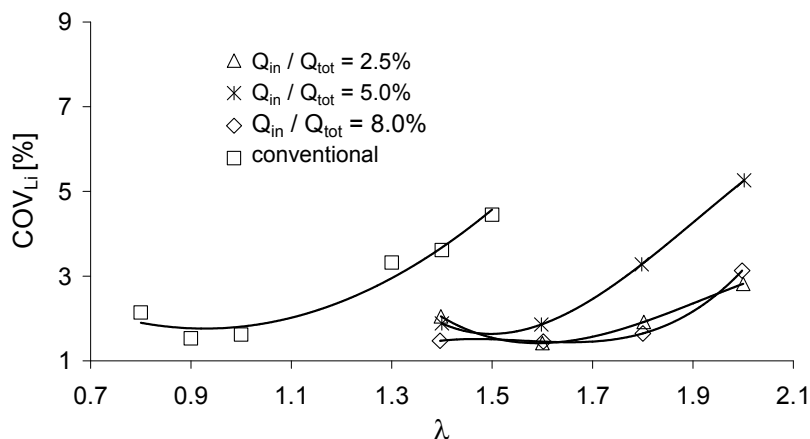 9
7
5
3
1
COV_Li [%]
Q_in / Q_tot = 2.5%
Q_in / Q_tot = 5.0%
Q_in / Q_tot = 8.0%
conventional
0.7 0.9 1.1 1.3 1.5 1.7 1.9 2.1
λ